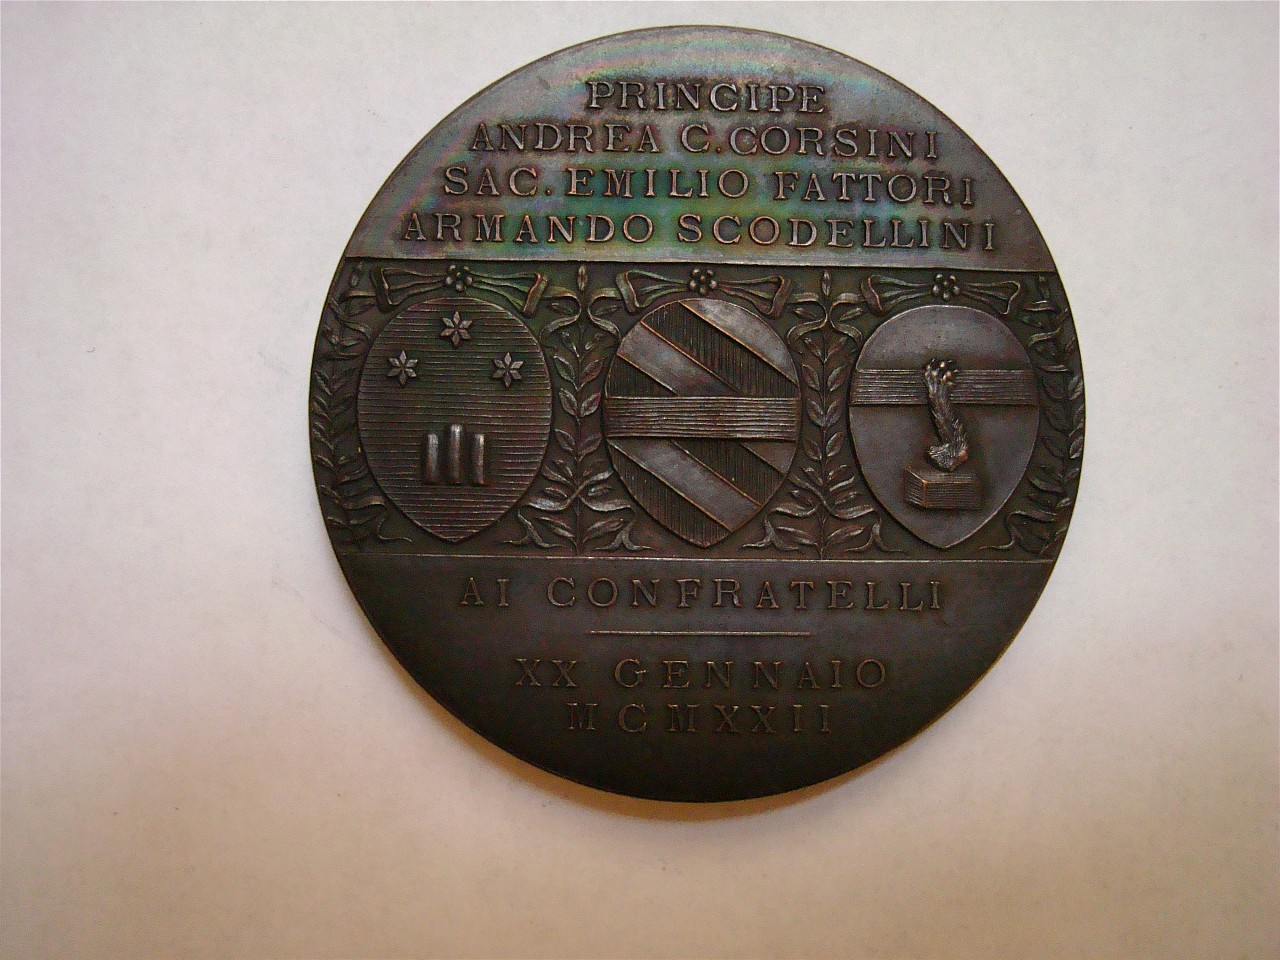 PRINCIPE
ANDREA C. CORSINI
SAC. EMILIO FATTORI
ARMANDO SCODELLINI
AI CONFRATELLI
XX GENNAIO
MCMXXII